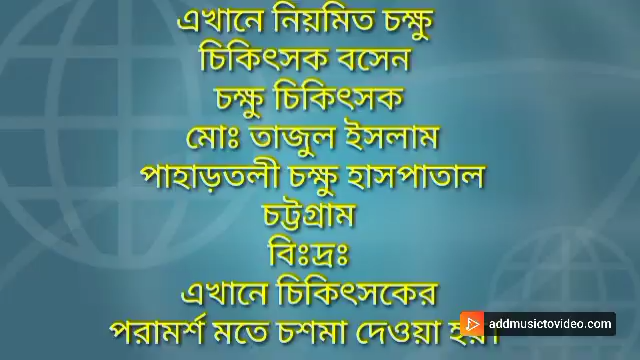 এখানে নিয়মিত চক্ষু
চিকিৎসক বসেন
চক্ষু চিকিৎসক
মোঃ তাজুল ইসলাম
পাহাড়তলী চক্ষু হাসপাতাল
চট্টগ্রাম
বিঃদ্রঃ
এখানে চিকিৎসকের
পরামর্শ মতে চশমা দেওয়া হয়।
addmusictovideo.com